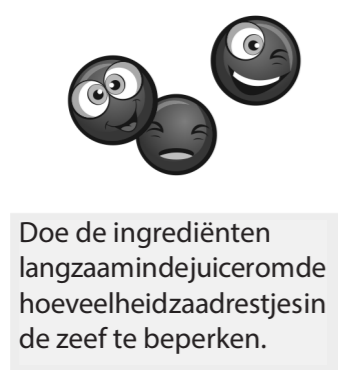 Doe de ingrediënten
langzaamindejuiceromde
hoeveelheidzaadrestjesin
de zeef te beperken.